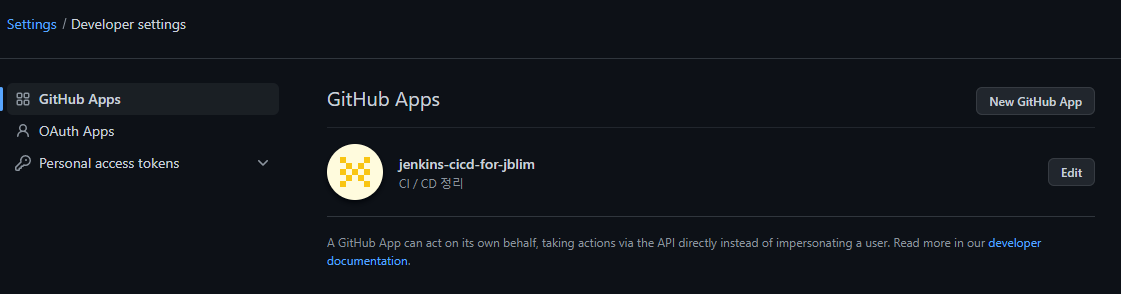 Settings / Developer settings
GitHub Apps
OAuth Apps
Personal access tokens
GitHub Apps
New GitHub App
jenkins-cicd-for-jblim
CI / CD 정리
Edit
A GitHub App can act on its own behalf, taking actions via the API directly instead of impersonating a user. Read more in our developer
documentation.